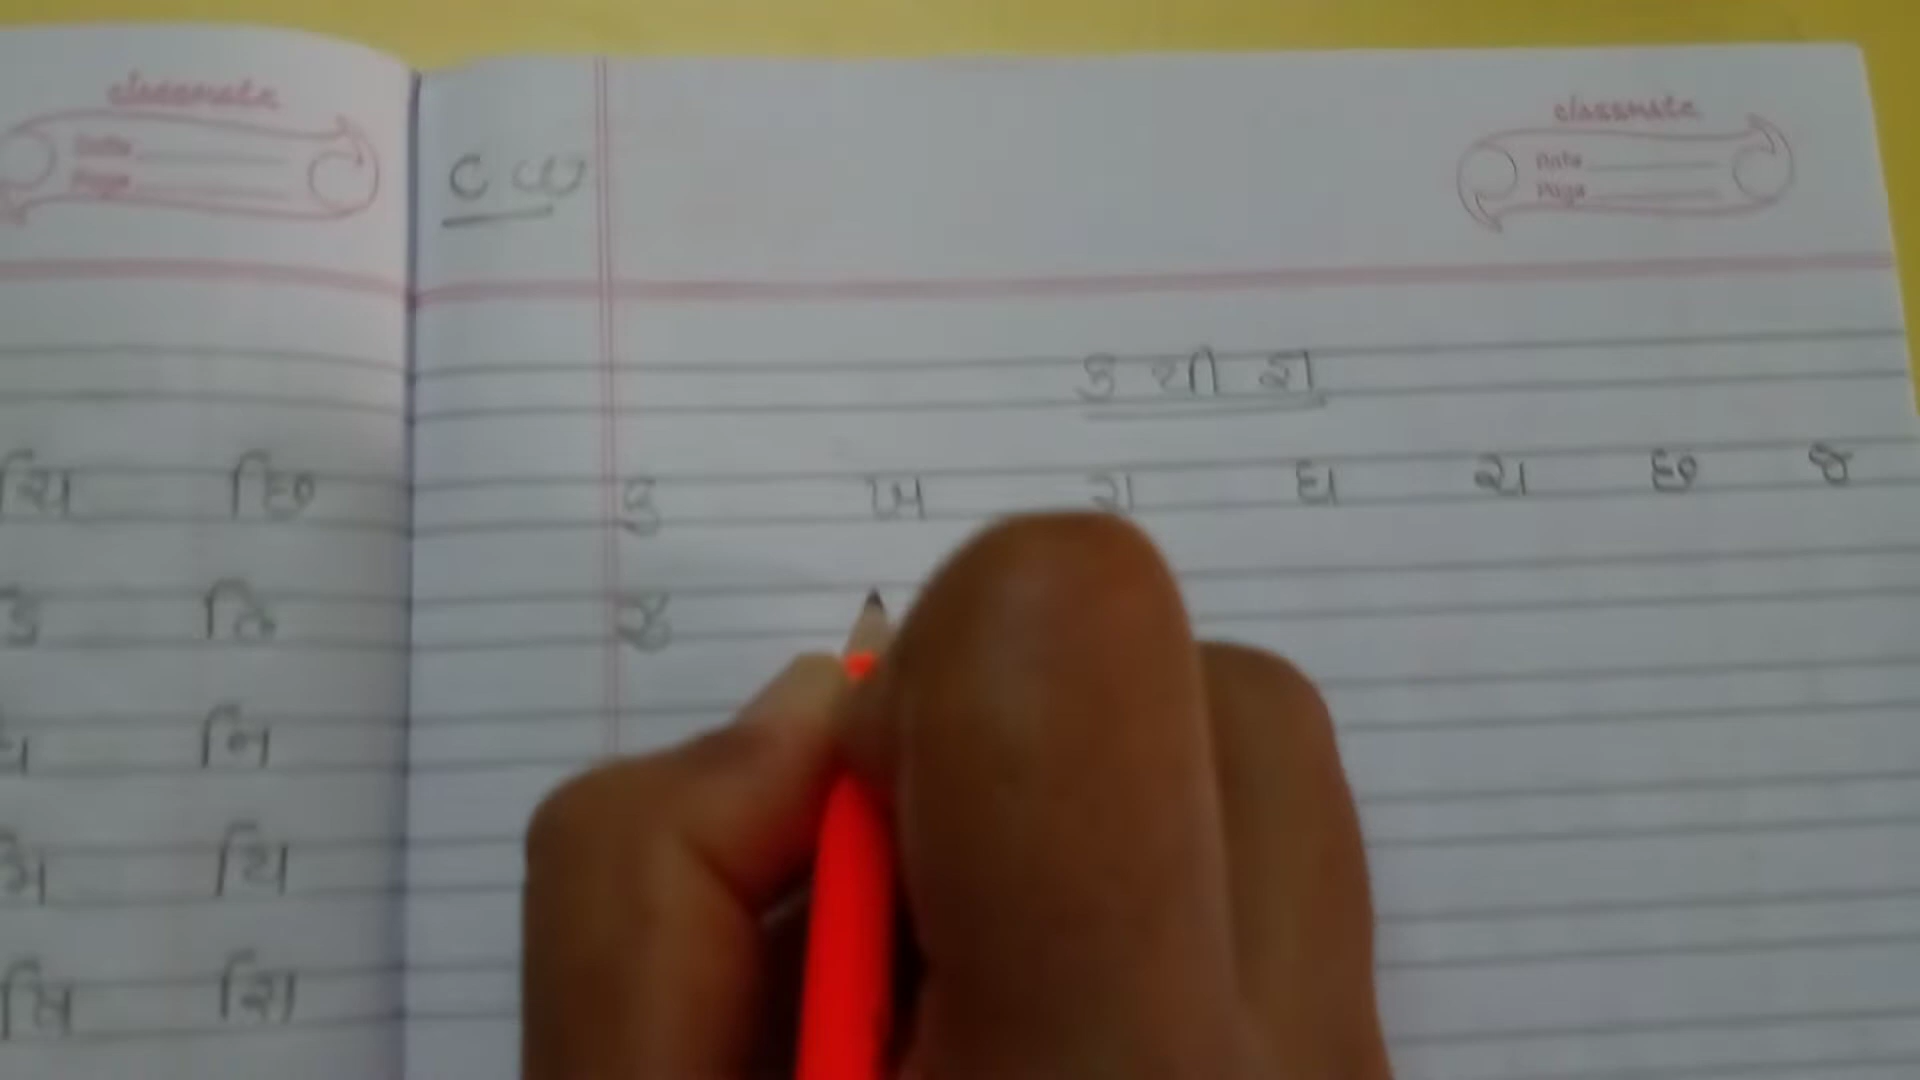 classmate
Date
Page
ચિ છિ
ડિ
નિ
મિ યિ
ખિ શિ
classmate
Date
Page
C W
ક થી જ્ઞ
ક ખ ગ ઘ ચ છ જ
ઝ